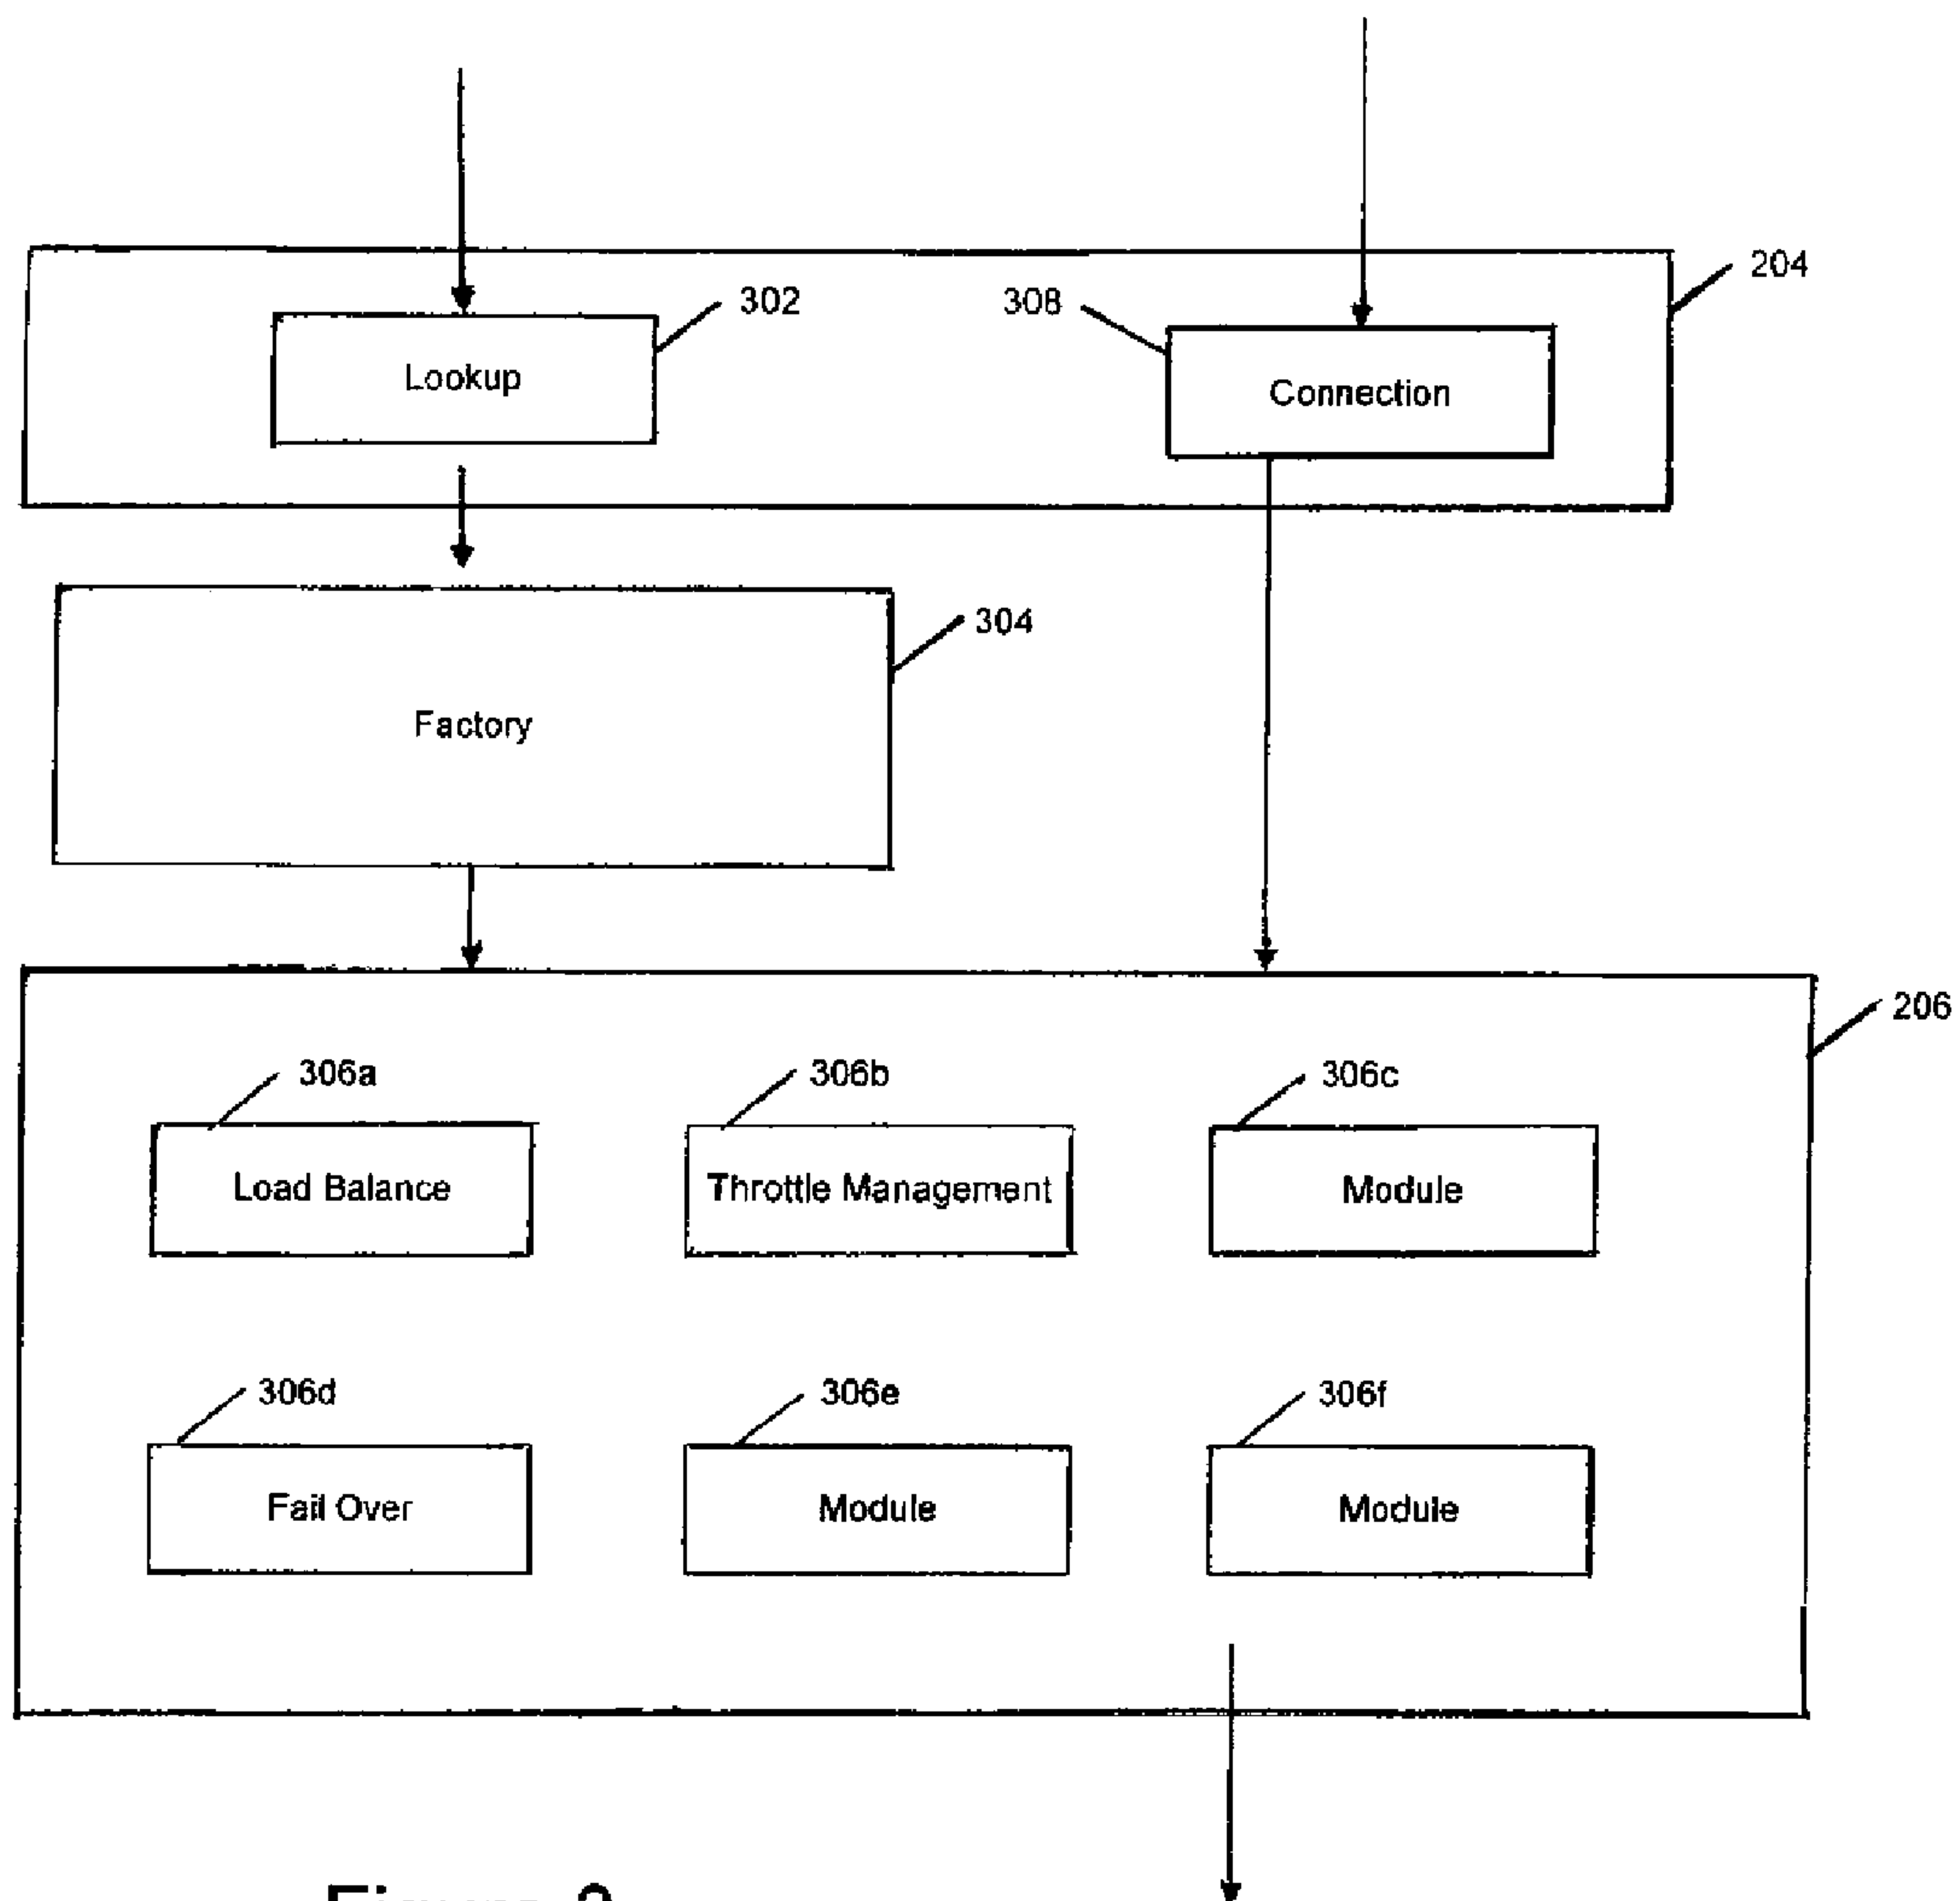 204
302
308
Lookup
Connection
304
Factory
206
306a
306b
306c
Load Balance
Throttle Management
Module
306d
306e
306f
Fail Over
Module
Module